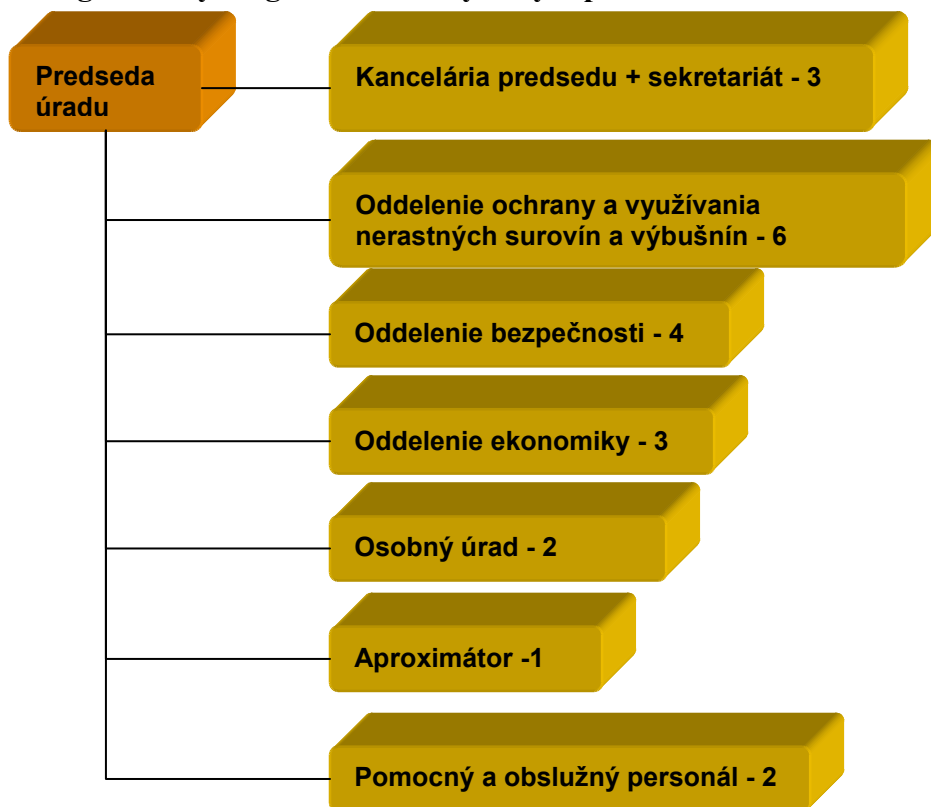 Predseda
úradu
Kancelária predsedu + sekretariát - 3
Oddelenie ochrany a využívania
nerastných surovín a výbušnín - 6
Oddelenie bezpečnosti - 4
Oddelenie ekonomiky - 3
Osobný úrad - 2
Aproximátor -1
Pomocný a obslužný personál - 2